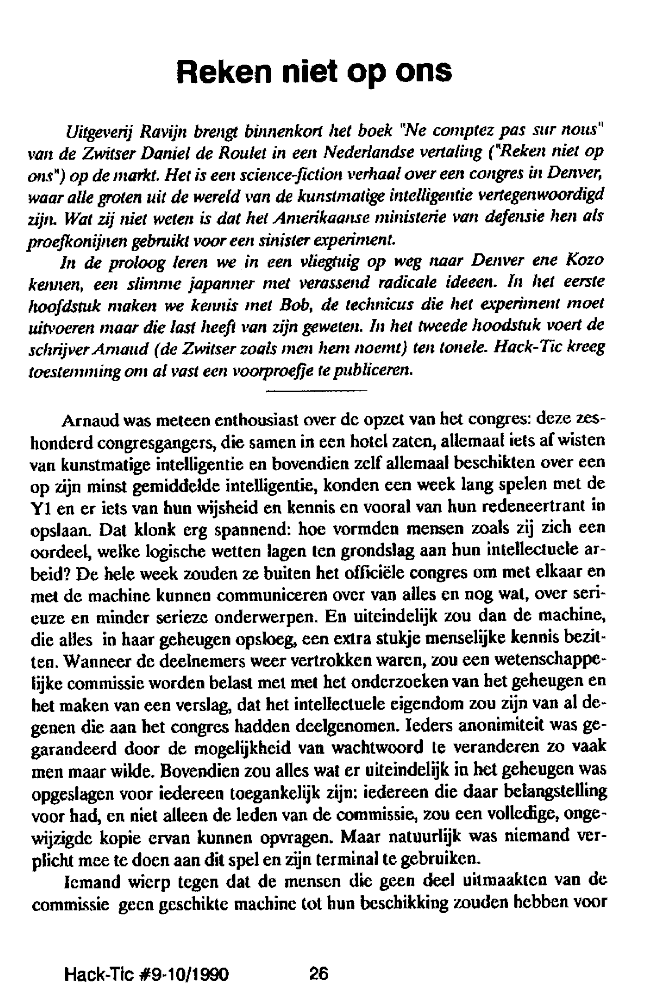 Reken niet op ons
Uitgeverij Ravijn brengt binnenkort het boek "Ne comptez pas sur nous"
van de Zwitser Daniel de Roulet in een Nederlandse vertaling ("Reken niet op
ons") op de markt. Het is een science-fiction verhaal over een congres in Denver,
waar alle groten uit de wereld van de kunstmatige intelligentie vertegenwoordigd
zijn. Wat zij niet weten is dat het Amerikaanse ministerie van defensie hen als
proefkonijnen gebruikt voor een sinister experiment.
In de proloog leren we in een vliegtuig op weg naar Denver ene Kozo
kennen, een slimme japanner met verassend radicale ideeen. In het eerste
hoofdstuk maken we kennis met Bob, de technicus die het experiment moet
uitvoeren maar die last heeft van zijn geweten. In het tweede hoodstuk voert de
schrijver Arnaud (de Zwitser zoals men hem noemt) ten tonele. Hack-Tic kreeg
toestemming om al vast een voorproefje te publiceren.
Arnaud was meteen enthousiast over de opzet van het congres: deze zes-
honderd congresgangers, die samen in een hotel zaten, allemaal iets af wisten
van kunstmatige intelligentie en bovendien zelf allemaal beschikten over een
op zijn minst gemiddelde intelligentie, konden een week lang spelen met de
Y1 en er iets van hun wijsheid en kennis en vooral van hun redeneertrant in
opslaan. Dat klonk erg spannend: hoe vormden mensen zoals zij zich een
oordeel, welke logische wetten lagen ten grondslag aan hun intellectuele ar-
beid? De hele week zouden ze buiten het officiële congres om met elkaar en
met de machine kunnen communiceren over van alles en nog wat, over seri-
euze en minder serieze onderwerpen. En uiteindelijk zou dan de machine,
die alles in haar geheugen opsloeg, een extra stukje menselijke kennis bezit-
ten. Wanneer de deelnemers weer vertrokken waren, zou een wetenschappe-
lijke commissie worden belast met met het onderzoeken van het geheugen en
het maken van een verslag, dat het intellectuele eigendom zou zijn van al de-
genen die aan het congres hadden deelgenomen. Ieders anonimiteit was ge-
garandeerd door de mogelijkheid van wachtwoord te veranderen zo vaak
men maar wilde. Bovendien zou alles wat er uiteindelijk in het geheugen was
opgeslagen voor iedereen toegankelijk zijn: iedereen die daar belangstelling
voor had, en niet alleen de leden van de commissie, zou een volledige, onge-
wijzigde kopie ervan kunnen opvragen. Maar natuurlijk was niemand ver-
plicht mee te doen aan dit spel en zijn terminal te gebruiken.
Iemand wierp tegen dat de mensen die geen deel uitmaakten van de
commissie geen geschikte machine tot hun beschikking zouden hebben voor
Hack-Tic #9-10/1990 26